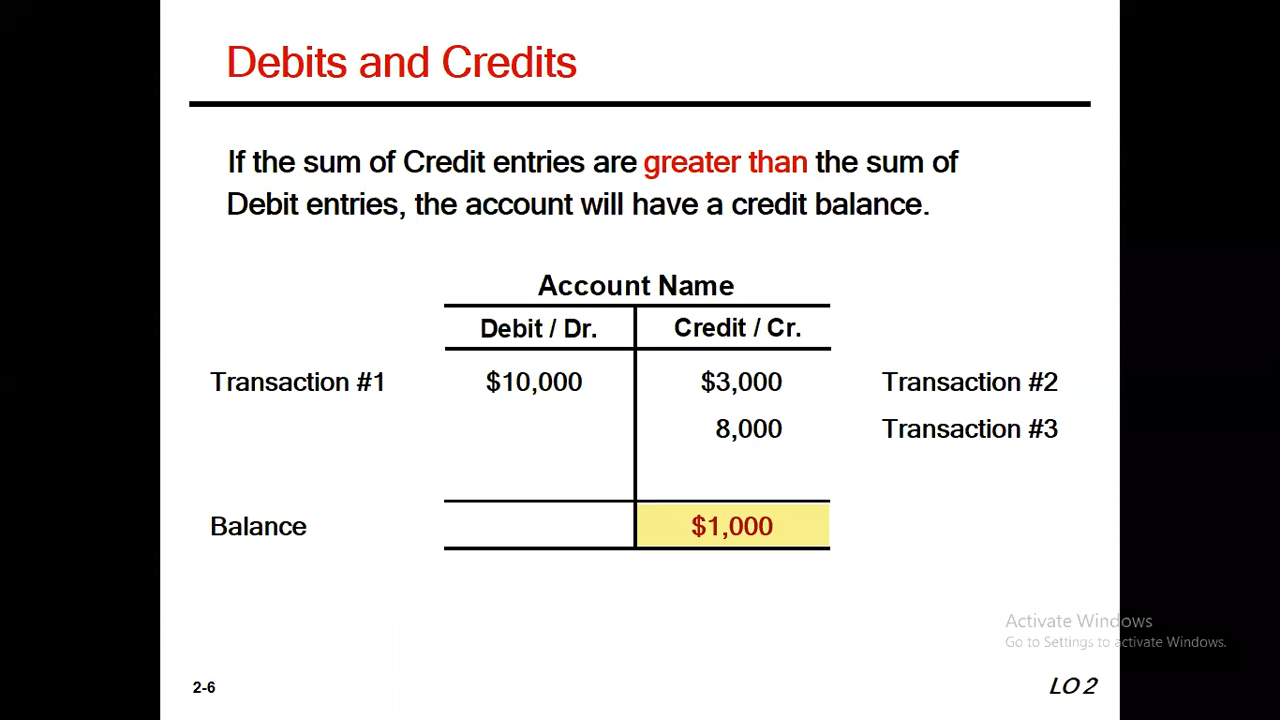 Debits and Credits
If the sum of Credit entries are greater than the sum of
Debit entries, the account will have a credit balance.
Account Name
Debit / Dr. Credit / Cr.
Transaction #1 $10,000 $3,000 Transaction #2
8,000 Transaction #3
Balance $1,000
Activate Windows
Go to Settings to activate Windows.
2-6 LO 2